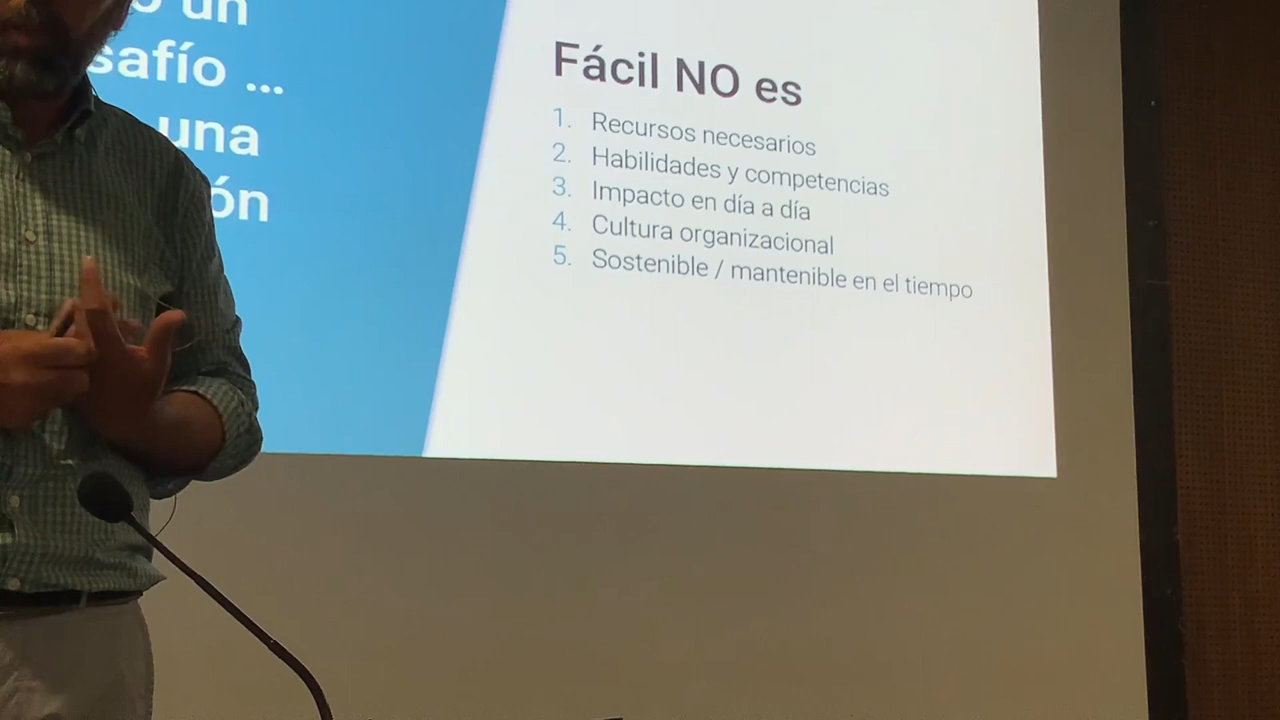 un
safío ...
una
ón
Fácil NO es
1. Recursos necesarios
2. Habilidades y competencias
3. Impacto en día a día
4. Cultura organizacional
5. Sostenible / mantenible en el tiempo